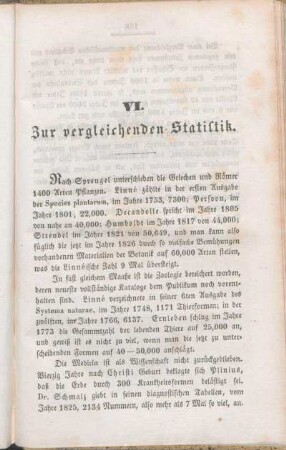 VI.
Zur vergleichenden Statistik.
Nach Sprengel unterschieden die Griechen und Römer
1400 Arten Pflanzen. Linné zählte in der ersten Ausgabe
der Species plantarum, im Jahre 1753, 7300; Persoon, im
Jahre 1801, 22,000. Decandolle spricht im Jahre 1805
von nahe an 40,000; Humboldt im Jahre 1817 von 44,000;
Steudel im Jahre 1821 von 50,649, und man kann also
füglich die jetzt im Jahre 1826 durch so vielfache Bemühungen
vorhandenen Materialien der Botanik auf 60,000 Arten stellen,
was die Linnésche Zahl 9 Mal übersteigt.
In fast gleichem Maaße ist die Zoologie bereichert worden,
deren neueste vollständige Kataloge dem Publikum noch vorent-
halten sind. Linné verzeichnete in seiner 6ten Ausgabe des
Systema naturae, im Jahre 1748, 1171 Thierformen; in der
zwölften, im Jahre 1766, 6137. Erxleben schlug im Jahre
1773 die Gesammtzahl der lebenden Thiere auf 25,000 an,
und gewiss ist es nicht zu viel, wenn man die jetzt zu unter-
scheidenden Formen auf 40—50,000 anschlägt.
Die Medicin ist als Wissenschaft nicht zurückgeblieben.
Vierzig Jahre nach Christi Geburt beklagte sich Plinius,
daß die Erde durch 300 Krankheitsformen belästigt sei.
Dr. Schmalz giebt in seinen diagnostischen Tabellen, vom
Jahre 1825, 2134 Nummern, also mehr als 7 Mal so viel, an.